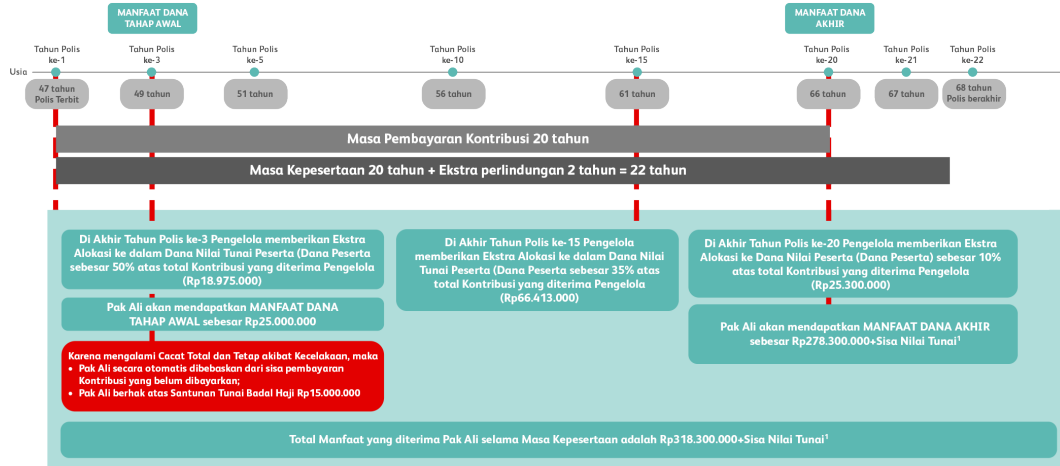 MANFAAT DANA
TAHAP AWAL
MANFAAT DANA
AKHIR
Tahun Polis
ke-1
Tahun Polis
ke-3
Tahun Polis
ke-5
Tahun Polis
ke-10
Tahun Polis
ke-15
Tahun Polis
ke-20
Tahun Polis
ke-21
Tahun Polis
ke-22
Usia
47 tahun
Polis Terbit
49 tahun
51 tahun
56 tahun
61 tahun
66 tahun
67 tahun
68 tahun
Polis berakhir
Masa Pembayaran Kontribusi 20 tahun
Masa Kepesertaan 20 tahun + Ekstra perlindungan 2 tahun = 22 tahun
Di Akhir Tahun Polis ke-3 Pengelola memberikan Ekstra
Alokasi ke dalam Dana Nilai Tunai Peserta (Dana Peserta
sebesar 50% atas total Kontribusi yang diterima Pengelola
(Rp18.975.000)
Pak Ali akan mendapatkan MANFAAT DANA
TAHAP AWAL sebesar Rp25.000.000
Karena mengalami Cacat Total dan Tetap akibat Kecelakaan, maka
• Pak Ali secara otomatis dibebaskan dari sisa pembayaran
Kontribusi yang belum dibayarkan;
• Pak Ali berhak atas Santunan Tunai Badal Haji Rp15.000.000
Di Akhir Tahun Polis ke-15 Pengelola
memberikan Ekstra Alokasi ke dalam Dana Nilai
Tunai Peserta (Dana Peserta sebesar 35% atas
total Kontribusi yang diterima Pengelola
(Rp66.413.000)
Di Akhir Tahun Polis ke-20 Pengelola memberikan Ekstra
Alokasi ke Dana Nilai Peserta (Dana Peserta) sebesar 10%
atas total Kontribusi yang diterima Pengelola
(Rp25.300.000)
Pak Ali akan mendapatkan MANFAAT DANA AKHIR
sebesar Rp278.300.000+Sisa Nilai Tunai¹
Total Manfaat yang diterima Pak Ali selama Masa Kepesertaan adalah Rp318.300.000+Sisa Nilai Tunai¹